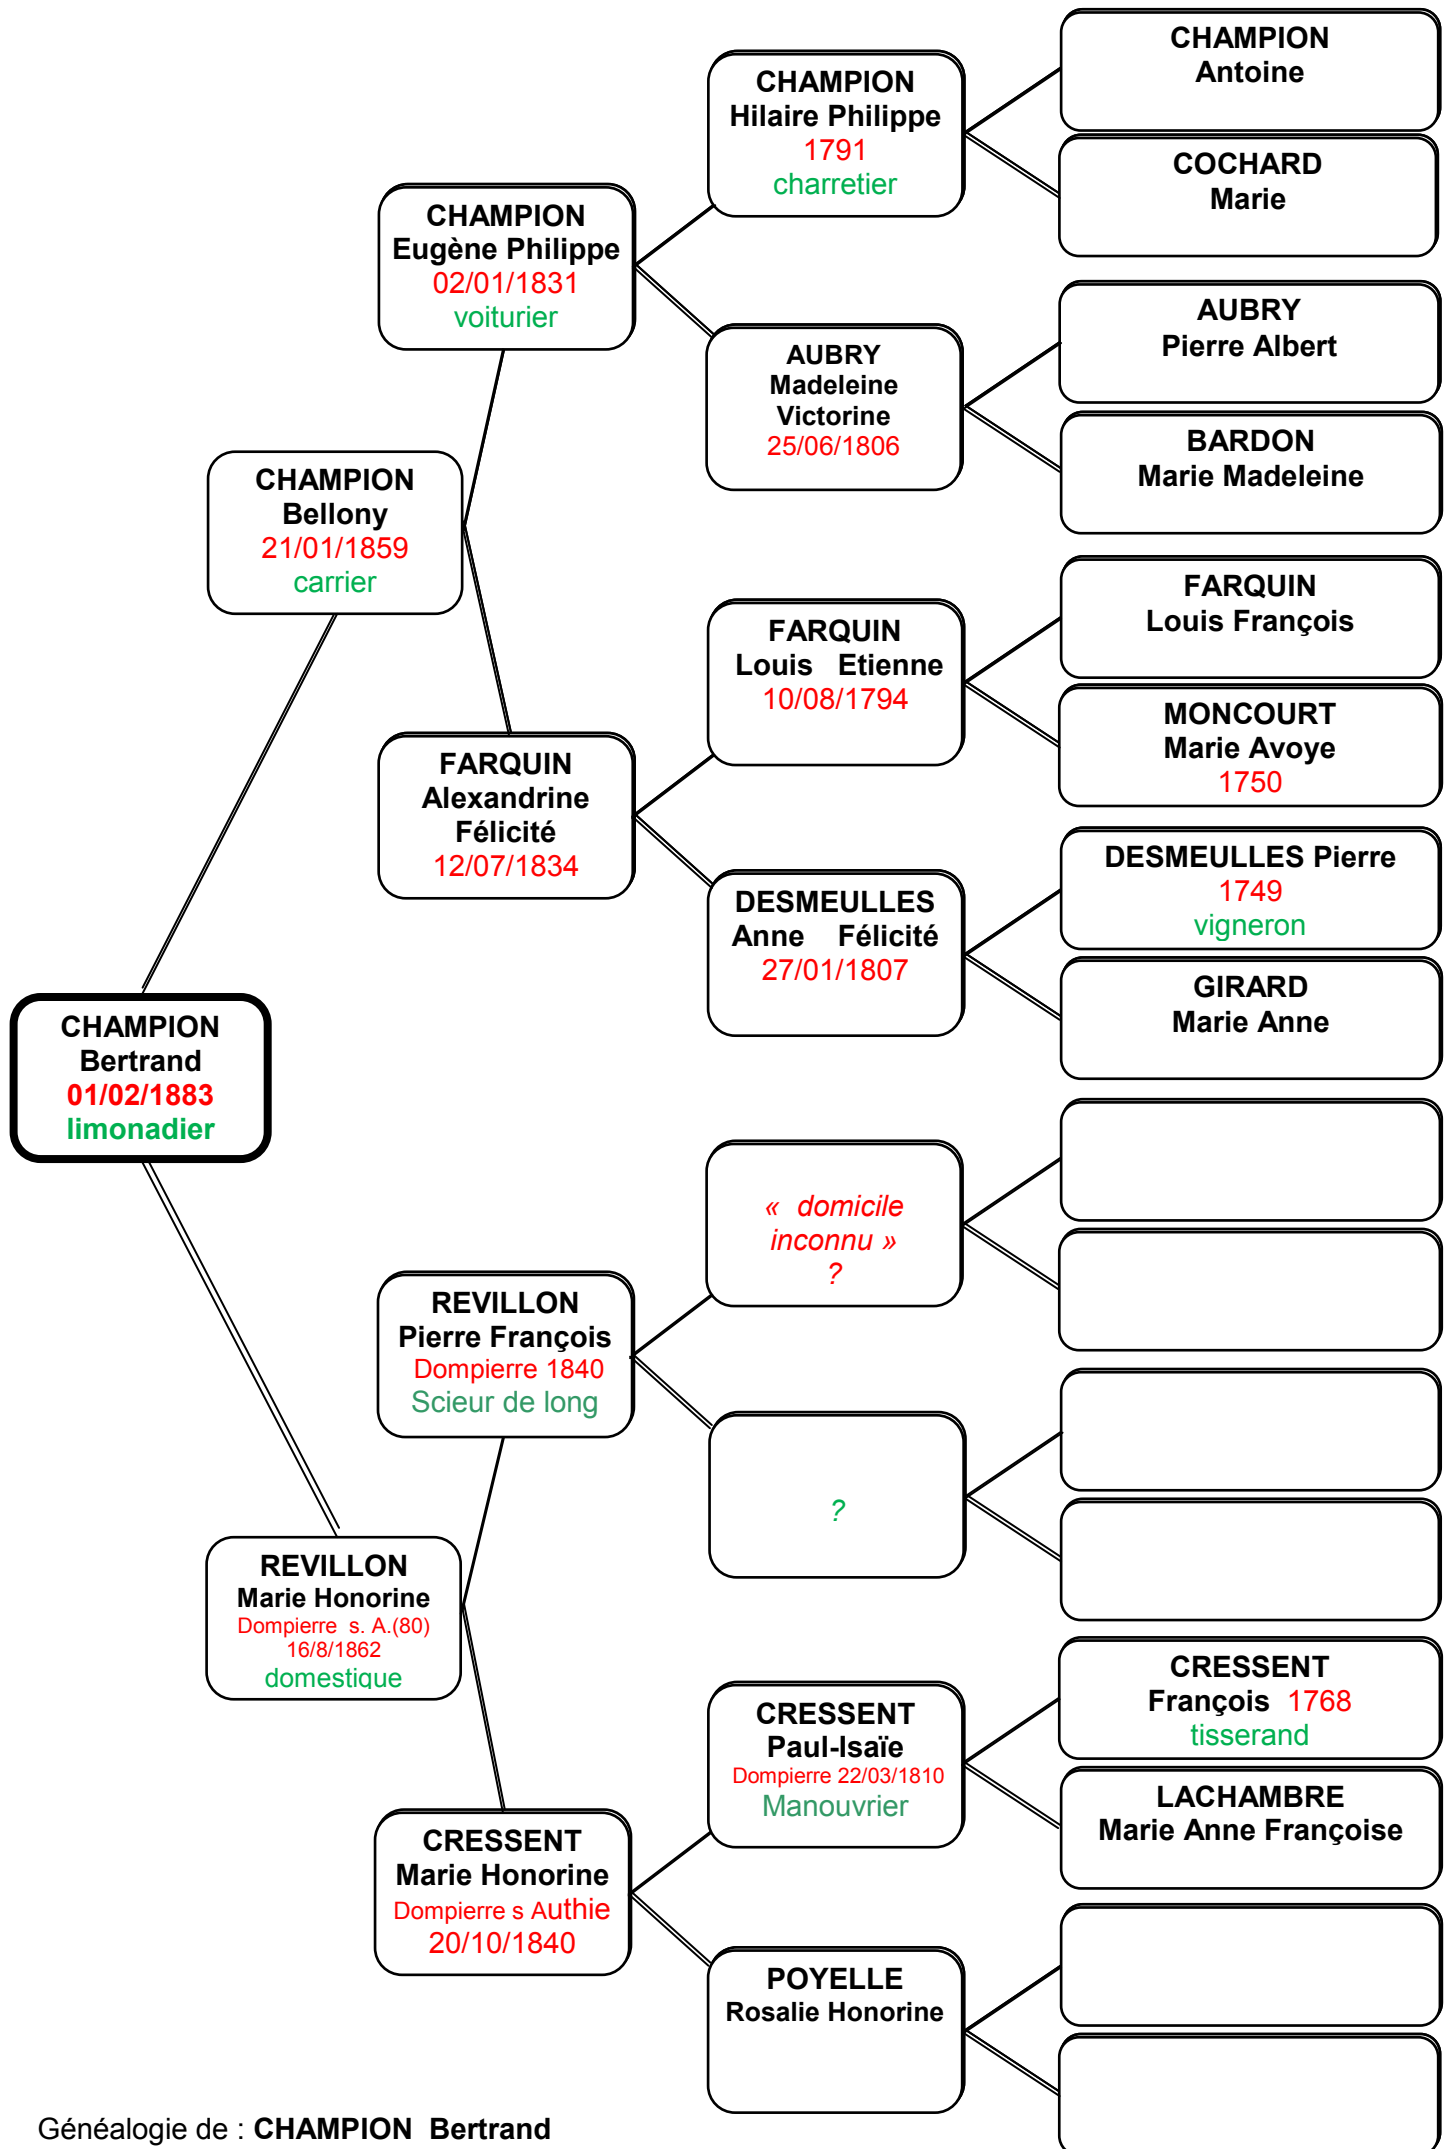 CHAMPION
Antoine
CHAMPION
Hilaire Philippe
1791
charretier
COCHARD
Marie
CHAMPION
Eugène Philippe
02/01/1831
voiturier
AUBRY
Pierre Albert
AUBRY
Madeleine
Victorine
25/06/1806
BARDON
Marie Madeleine
CHAMPION
Bellony
21/01/1859
carrier
FARQUIN
Louis François
FARQUIN
Louis Etienne
10/08/1794
MONCOURT
Marie Avoye
1750
FARQUIN
Alexandrine
Félicité
12/07/1834
DESMEULLES Pierre
1749
vigneron
DESMEULLES
Anne Félicité
27/01/1807
GIRARD
Marie Anne
CHAMPION
Bertrand
01/02/1883
limonadier
« domicile
inconnu »
?
REVILLON
Pierre François
Dompierre 1840
Scieur de long
?
REVILLON
Marie Honorine
Dompierre s. A.(80)
16/8/1862
domestique
CRESSENT
François 1768
tisserand
CRESSENT
Paul-Isaïe
Dompierre 22/03/1810
Manouvrier
LACHAMBRE
Marie Anne Françoise
CRESSENT
Marie Honorine
Dompierre s Authie
20/10/1840
POYELLE
Rosalie Honorine
Généalogie de : CHAMPION Bertrand